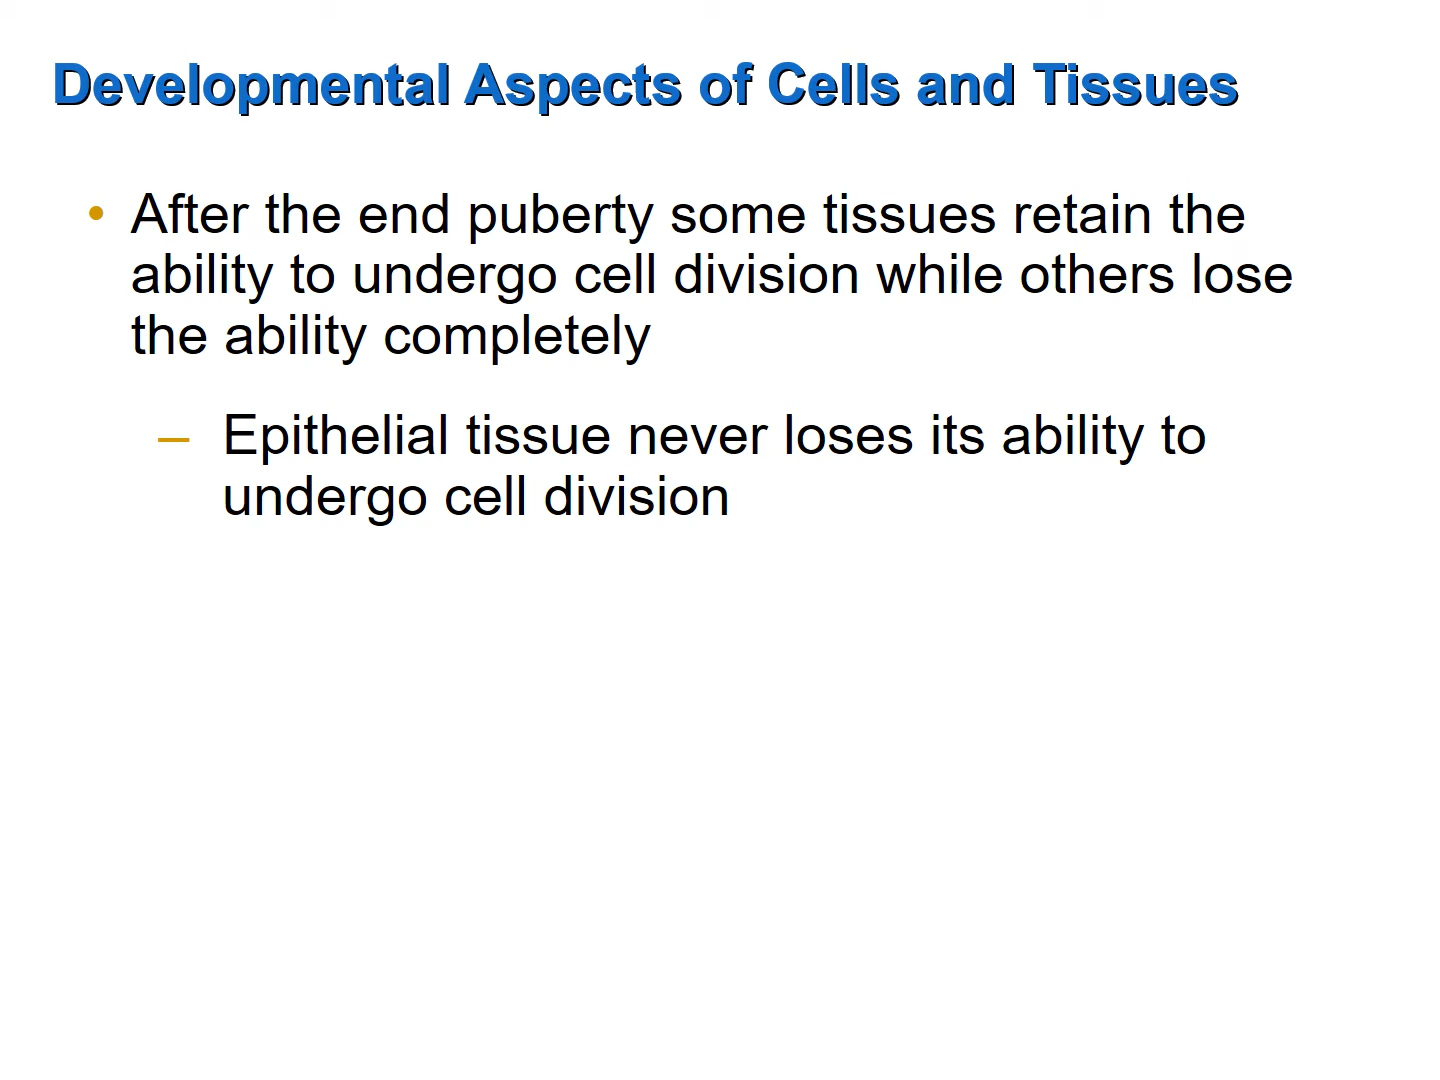 Developmental Aspects of Cells and Tissues
• After the end puberty some tissues retain the
ability to undergo cell division while others lose
the ability completely
– Epithelial tissue never loses its ability to
undergo cell division